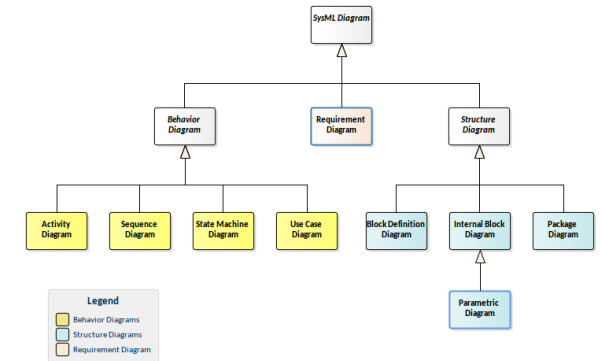 SysML Diagram
Behavior
Diagram
Requirement
Diagram
Structure
Diagram
Activity
Diagram
Sequence
Diagram
State Machine
Diagram
Use Case
Diagram
Block Definition
Diagram
Internal Block
Diagram
Package
Diagram
Parametric
Diagram
Legend
Behavior Diagrams
Structure Diagrams
Requirement Diagram